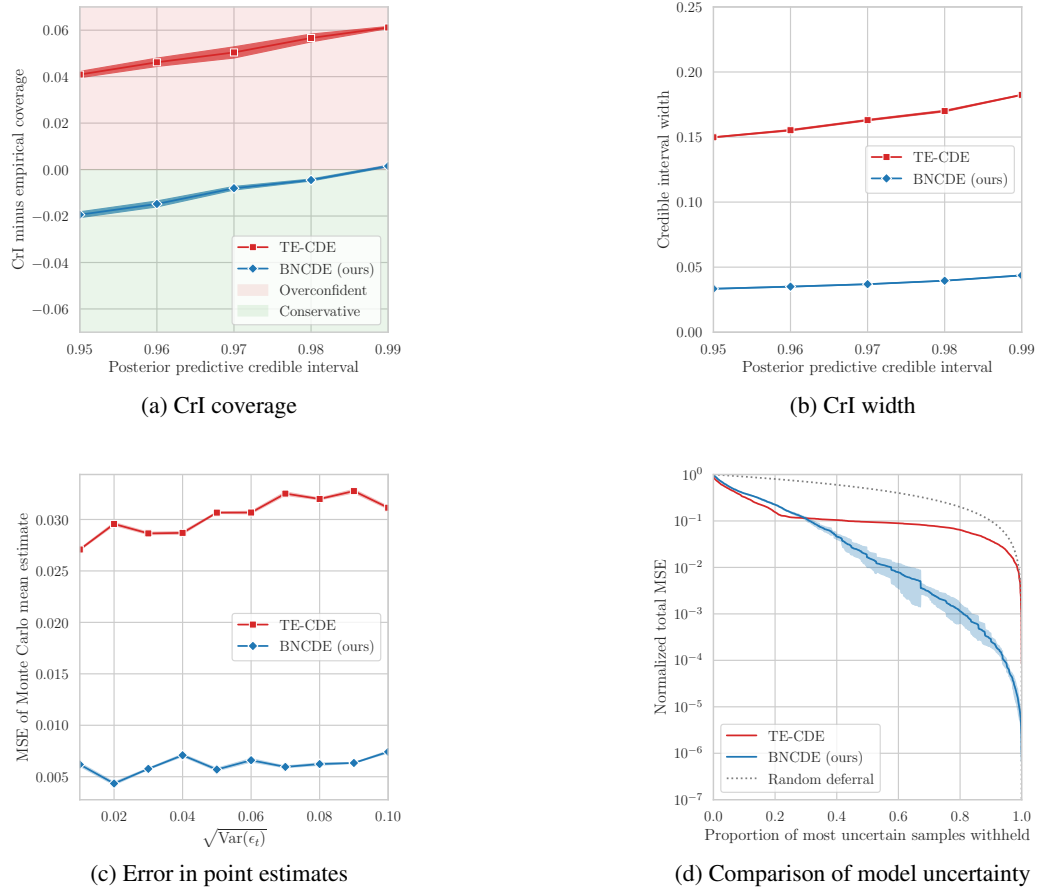 CrI minus empirical coverage
0.06
0.04
0.02
0.00
−0.02
−0.04
−0.06
TE-CDE
BNCDE (ours)
Overconfident
Conservative
0.95 0.96 0.97 0.98 0.99
Posterior predictive credible interval
(a) CrI coverage
Credible interval width
0.25
0.20
0.15
0.10
0.05
0.00
TE-CDE
BNCDE (ours)
0.95 0.96 0.97 0.98 0.99
Posterior predictive credible interval
(b) CrI width
MSE of Monte Carlo mean estimate
0.030
0.025
0.020
0.015
0.010
0.005
TE-CDE
BNCDE (ours)
0.02 0.04 0.06 0.08 0.10
√Var(ϵt)
(c) Error in point estimates
Normalized total MSE
10⁰
10⁻¹
10⁻²
10⁻³
10⁻⁴
10⁻⁵
10⁻⁶
10⁻⁷
TE-CDE
BNCDE (ours)
Random deferral
0.0 0.2 0.4 0.6 0.8 1.0
Proportion of most uncertain samples withheld
(d) Comparison of model uncertainty